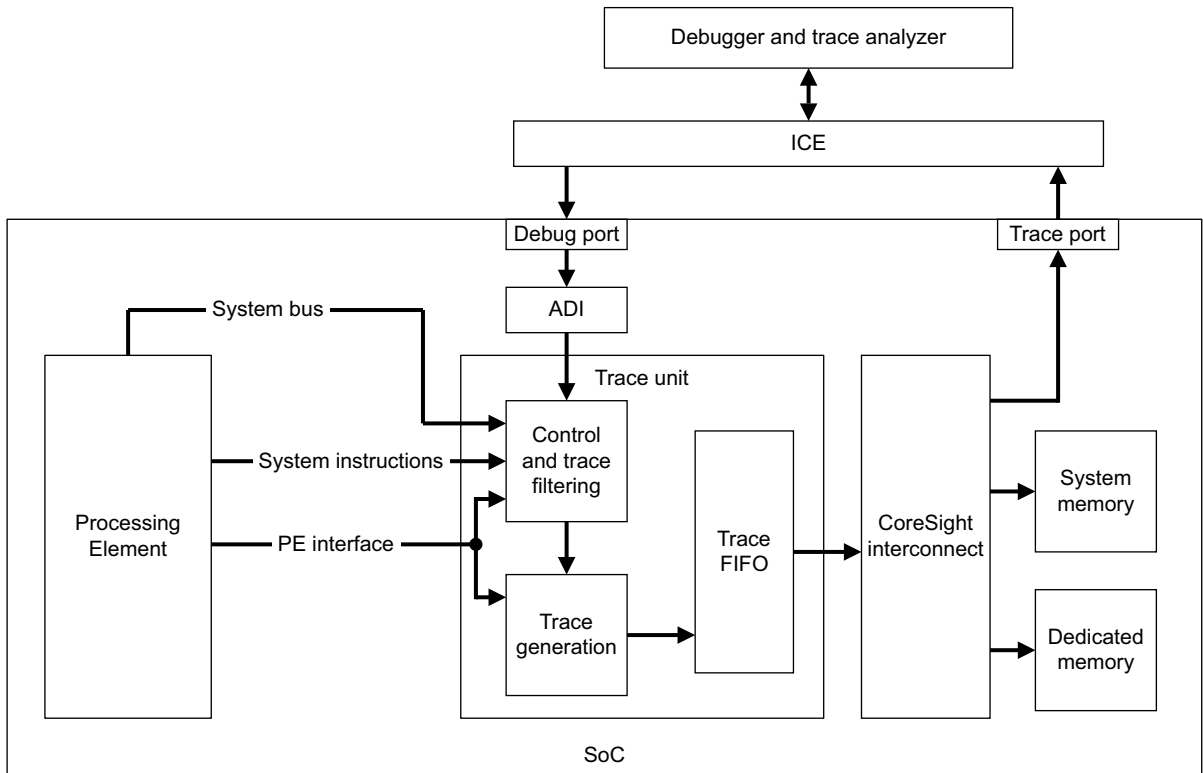 Debugger and trace analyzer
ICE
Debug port
Trace port
System bus
ADI
Trace unit
Control
and trace
filtering
System instructions
Processing
Element
PE interface
Trace
FIFO
CoreSight
interconnect
System
memory
Trace
generation
Dedicated
memory
SoC